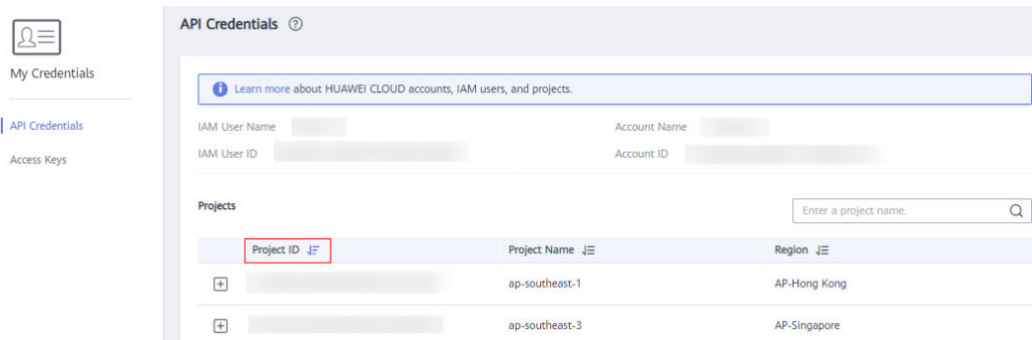 My Credentials
API Credentials
Access Keys
API Credentials ?
i Learn more about HUAWEI CLOUD accounts, IAM users, and projects.
IAM User Name Account Name
IAM User ID Account ID
Projects
Enter a project name.
Project ID Project Name Region
ap-southeast-1 AP-Hong Kong
ap-southeast-3 AP-Singapore